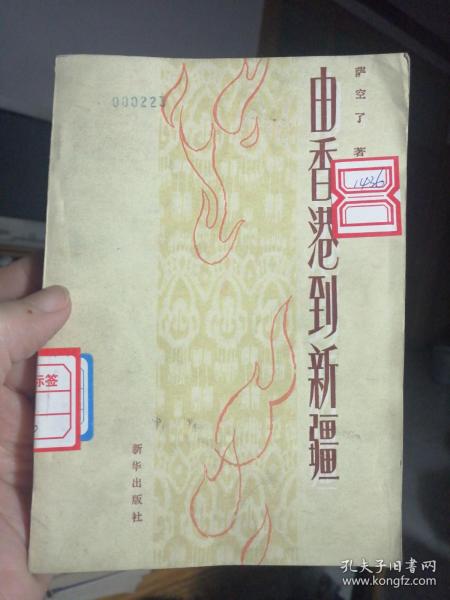 000223
萨空了 著
由香港到新疆
1436
标签
新华出版社
孔夫子旧书网
www.kongfz.com